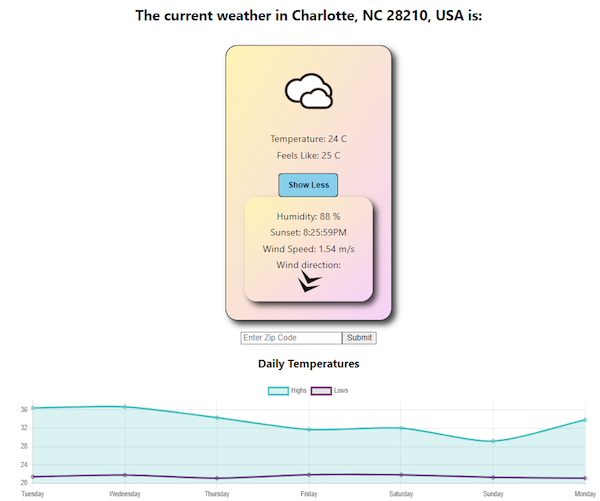 The current weather in Charlotte, NC 28210, USA is:
Temperature: 24 C
Feels Like: 25 C
Show Less
Humidity: 88 %
Sunset: 8:25:59PM
Wind Speed: 1.54 m/s
Wind direction:
Enter Zip Code Submit
Daily Temperatures
Highs Lows
36
32
28
24
20
Tuesday Wednesday Thursday Friday Saturday Sunday Monday